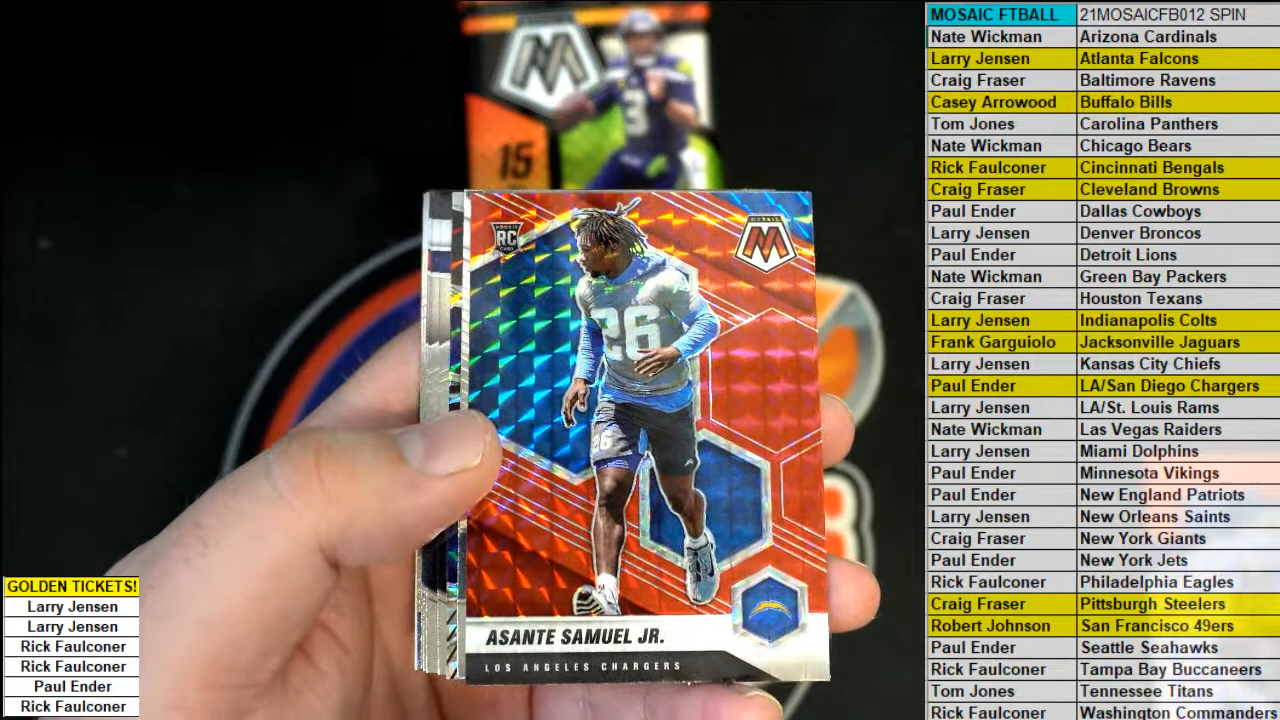 MOSAIC FTBALL 21MOSAICFB012 SPIN
Nate Wickman Arizona Cardinals
Larry Jensen Atlanta Falcons
Craig Fraser Baltimore Ravens
Casey Arrowood Buffalo Bills
Tom Jones Carolina Panthers
Nate Wickman Chicago Bears
Rick Faulconer Cincinnati Bengals
Craig Fraser Cleveland Browns
Paul Ender Dallas Cowboys
Larry Jensen Denver Broncos
Paul Ender Detroit Lions
Nate Wickman Green Bay Packers
Craig Fraser Houston Texans
Larry Jensen Indianapolis Colts
Frank Garguiolo Jacksonville Jaguars
Larry Jensen Kansas City Chiefs
Paul Ender LA/San Diego Chargers
Larry Jensen LA/St. Louis Rams
Nate Wickman Las Vegas Raiders
Larry Jensen Miami Dolphins
Paul Ender Minnesota Vikings
Paul Ender New England Patriots
Larry Jensen New Orleans Saints
Craig Fraser New York Giants
Paul Ender New York Jets
Rick Faulconer Philadelphia Eagles
Craig Fraser Pittsburgh Steelers
Robert Johnson San Francisco 49ers
Paul Ender Seattle Seahawks
Rick Faulconer Tampa Bay Buccaneers
Tom Jones Tennessee Titans
Rick Faulconer Washington Commanders
M
3
15
ROOKIE
RC
CARD
MOSAIC
M
26
26
ASANTE SAMUEL JR.
LOS ANGELES CHARGERS
GOLDEN TICKETS!
Larry Jensen
Larry Jensen
Rick Faulconer
Rick Faulconer
Paul Ender
Rick Faulconer